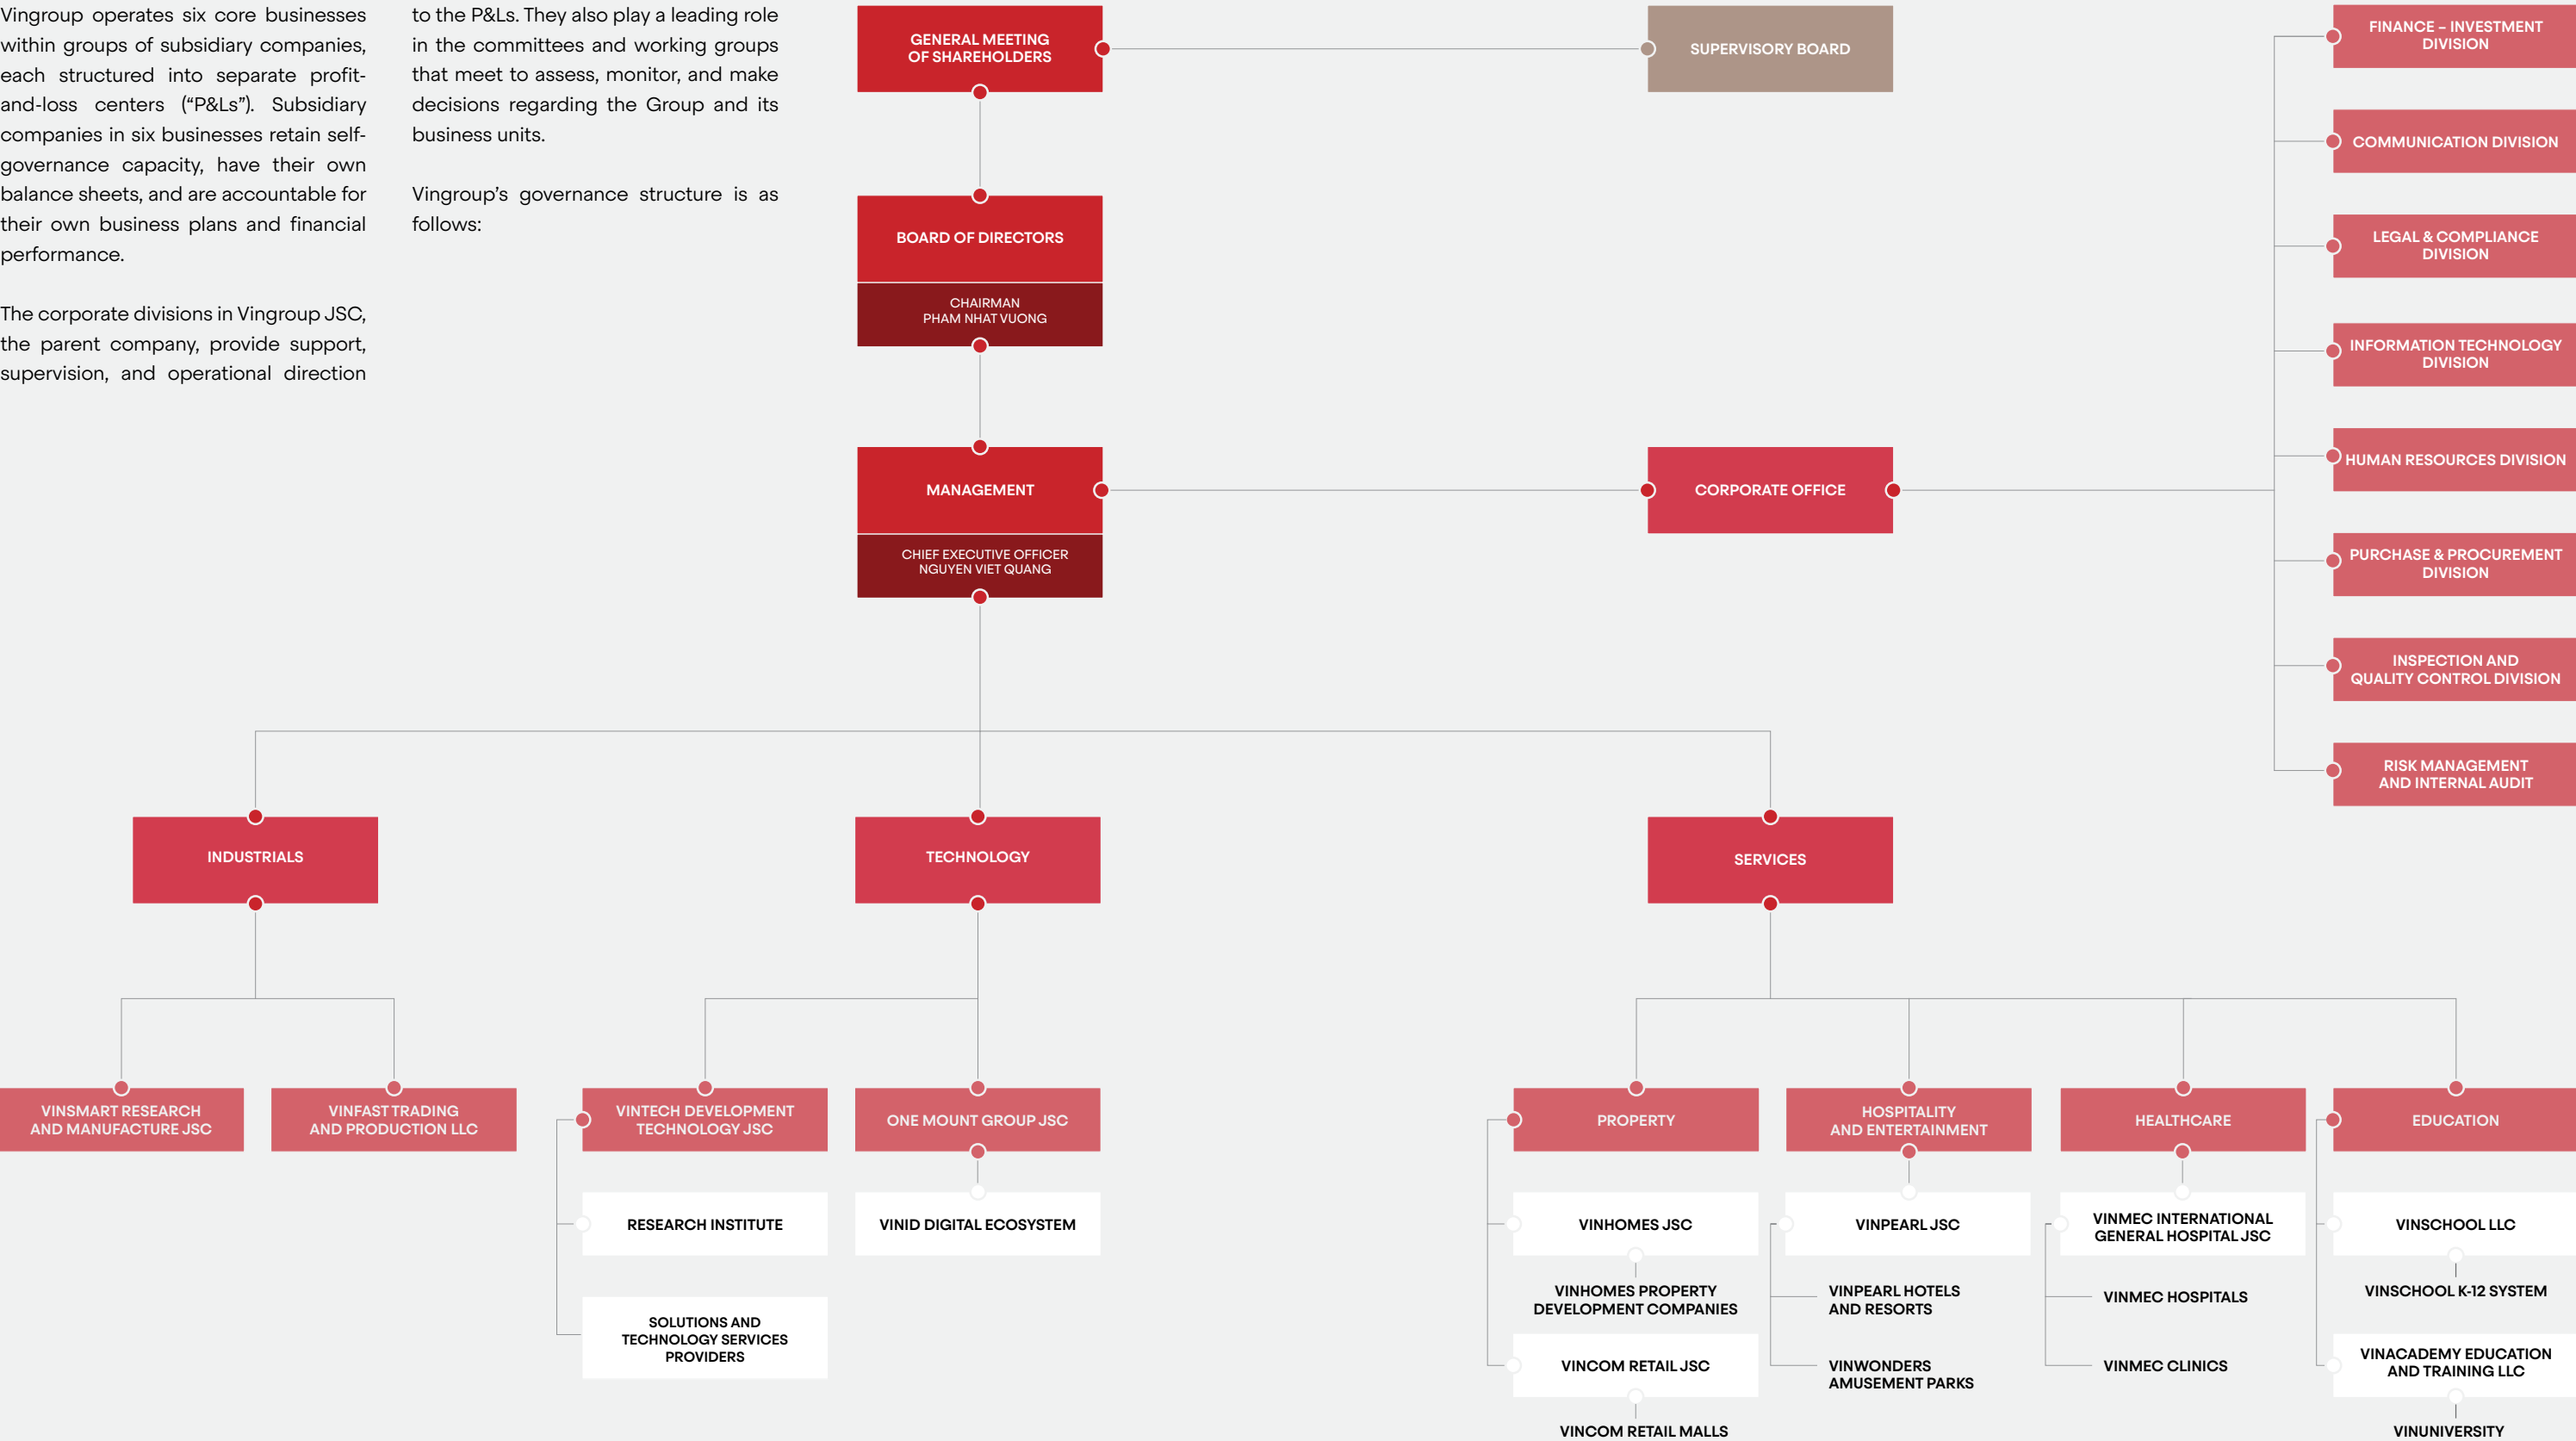 Vingroup operates six core businesses
within groups of subsidiary companies,
each structured into separate profit-
and-loss centers (“P&Ls”). Subsidiary
companies in six businesses retain self-
governance capacity, have their own
balance sheets, and are accountable for
their own business plans and financial
performance.
The corporate divisions in Vingroup JSC,
the parent company, provide support,
supervision, and operational direction
to the P&Ls. They also play a leading role
in the committees and working groups
that meet to assess, monitor, and make
decisions regarding the Group and its
business units.
Vingroup’s governance structure is as
follows:
GENERAL MEETING
OF SHAREHOLDERS
SUPERVISORY BOARD
BOARD OF DIRECTORS
CHAIRMAN
PHAM NHAT VUONG
MANAGEMENT
CHIEF EXECUTIVE OFFICER
NGUYEN VIET QUANG
CORPORATE OFFICE
FINANCE – INVESTMENT
DIVISION
COMMUNICATION DIVISION
LEGAL & COMPLIANCE
DIVISION
INFORMATION TECHNOLOGY
DIVISION
HUMAN RESOURCES DIVISION
PURCHASE & PROCUREMENT
DIVISION
INSPECTION AND
QUALITY CONTROL DIVISION
RISK MANAGEMENT
AND INTERNAL AUDIT
INDUSTRIALS
TECHNOLOGY
SERVICES
VINSMART RESEARCH
AND MANUFACTURE JSC
VINFAST TRADING
AND PRODUCTION LLC
VINTECH DEVELOPMENT
TECHNOLOGY JSC
RESEARCH INSTITUTE
SOLUTIONS AND
TECHNOLOGY SERVICES
PROVIDERS
ONE MOUNT GROUP JSC
VINID DIGITAL ECOSYSTEM
PROPERTY
VINHOMES JSC
VINHOMES PROPERTY
DEVELOPMENT COMPANIES
VINCOM RETAIL JSC
VINCOM RETAIL MALLS
HOSPITALITY
AND ENTERTAINMENT
VINPEARL JSC
VINPEARL HOTELS
AND RESORTS
VINWONDERS
AMUSEMENT PARKS
HEALTHCARE
VINMEC INTERNATIONAL
GENERAL HOSPITAL JSC
VINMEC HOSPITALS
VINMEC CLINICS
EDUCATION
VINSCHOOL LLC
VINSCHOOL K-12 SYSTEM
VINACADEMY EDUCATION
AND TRAINING LLC
VINUNIVERSITY